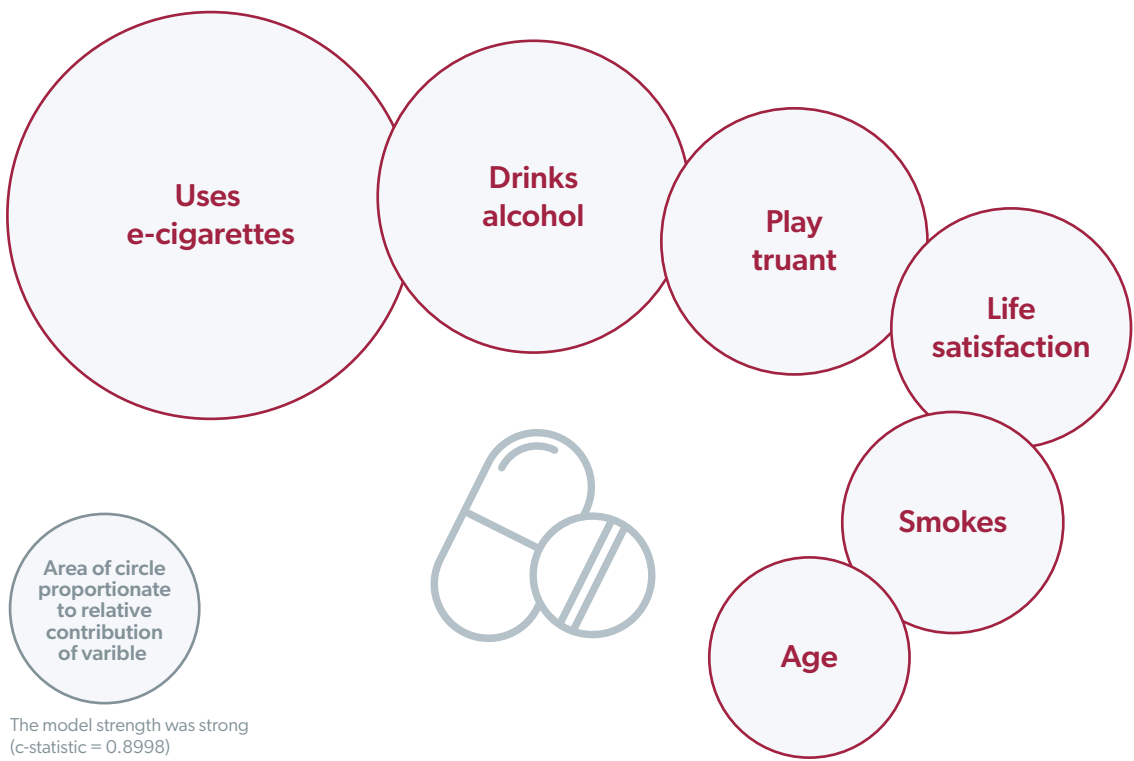 Uses
e-cigarettes
Drinks
alcohol
Play
truant
Life
satisfaction
Smokes
Age
Area of circle
proportionate
to relative
contribution
of varible
The model strength was strong
(c-statistic = 0.8998)